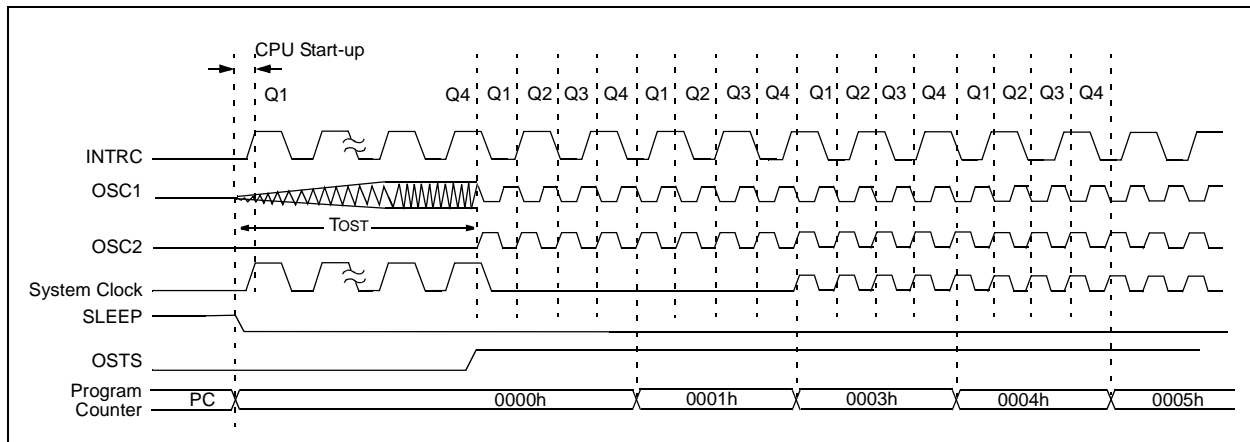 CPU Start-up
Q1 Q4 Q1 Q2 Q3 Q4 Q1 Q2 Q3 Q4 Q1 Q2 Q3 Q4 Q1 Q2 Q3 Q4
INTRC
OSC1
TOST
OSC2
System Clock
SLEEP
OSTS
Program
Counter
PC 0000h 0001h 0003h 0004h 0005h